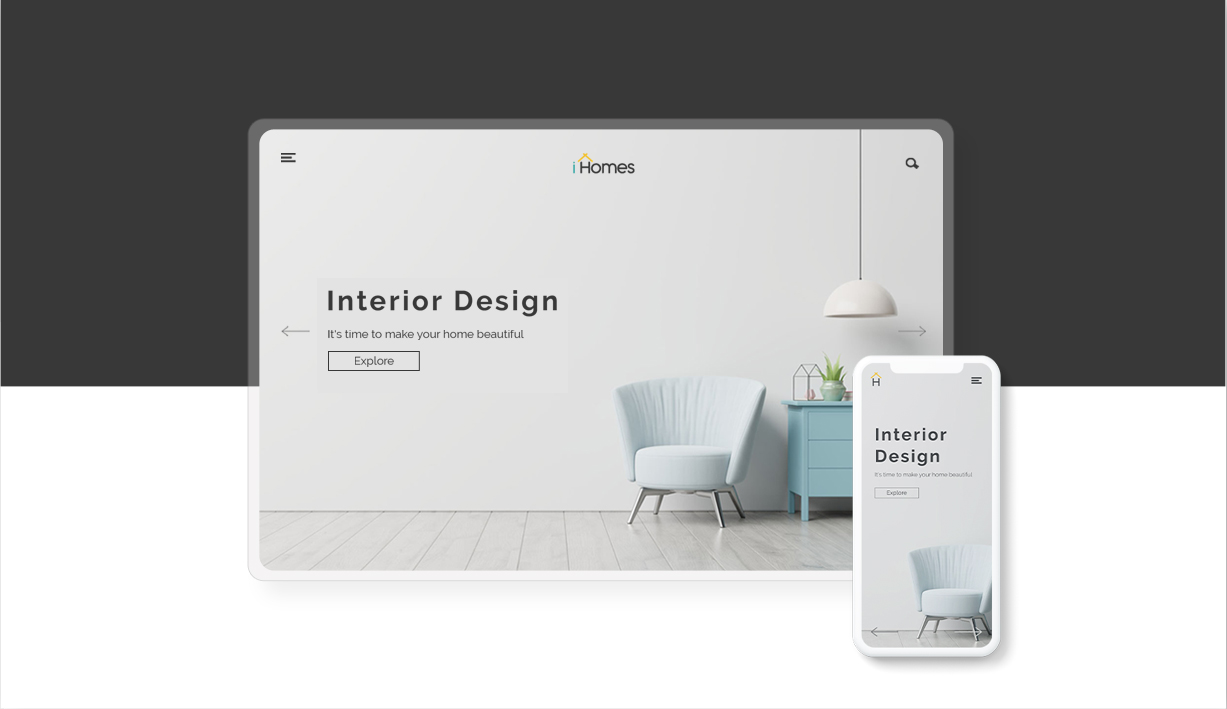 i Homes
Interior Design
It's time to make your home beautiful
Explore
H
Interior
Design
It's time to make your home beautiful
Explore